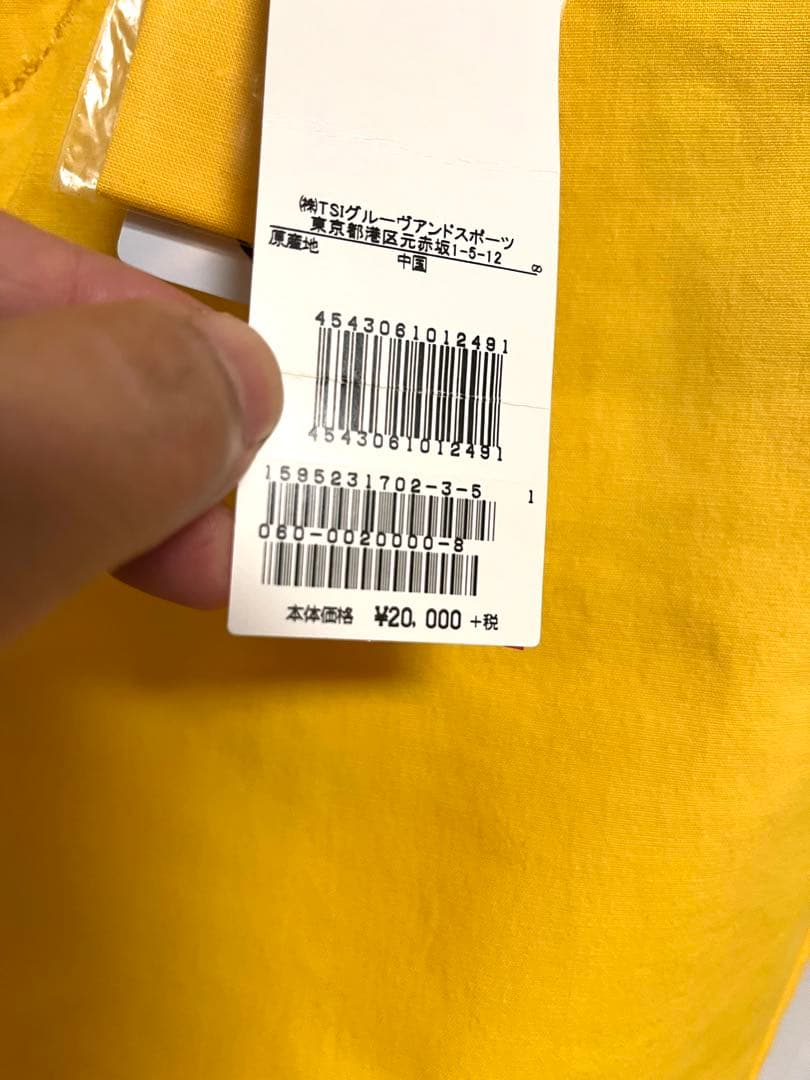 ㈱TSIグルーヴアンドスポーツ
東京都港区元赤坂1-5-12
原産地 中国 8
4543061012491
4543061012491
1595231702-3-5 1
060-0020000-8
本体価格 ¥20,000 +税